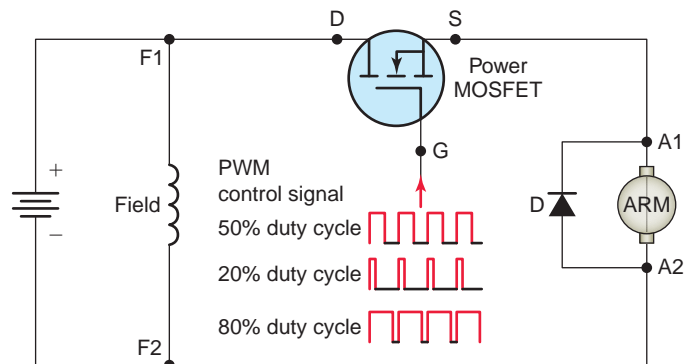 D
S
F1
Power
MOSFET
G
A1
+
PWM
control signal
−
Field
50% duty cycle
D
ARM
20% duty cycle
A2
80% duty cycle
F2